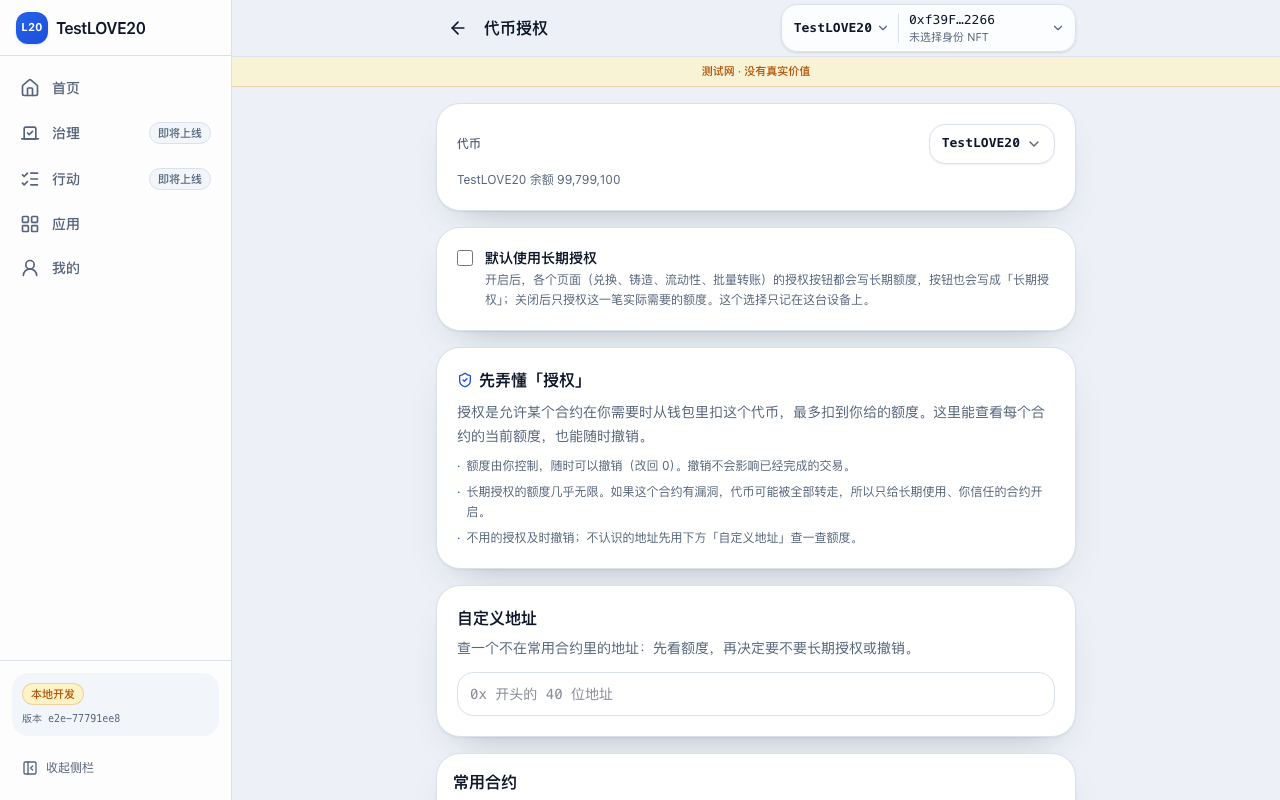 L20 TestLOVE20
首页
治理 即将上线
行动 即将上线
应用
我的
本地开发
版本 e2e-77791ee8
收起侧栏
代币授权
TestLOVE20
0xf39F…2266
未选择身份 NFT
测试网 · 没有真实价值
代币
TestLOVE20
TestLOVE20 余额 99,799,100
默认使用长期授权
开启后，各个页面（兑换、铸造、流动性、批量转账）的授权按钮都会写长期额度，按钮也会写成「长期授
权」；关闭后只授权这一笔实际需要的额度。这个选择只记在这台设备上。
先弄懂「授权」
授权是允许某个合约在你需要时从钱包里扣这个代币，最多扣到你给的额度。这里能查看每个合
约的当前额度，也能随时撤销。
· 额度由你控制，随时可以撤销（改回 0）。撤销不会影响已经完成的交易。
· 长期授权的额度几乎无限。如果这个合约有漏洞，代币可能被全部转走，所以只给长期使用、你信任的合约开
启。
· 不用的授权及时撤销；不认识的地址先用下方「自定义地址」查一查额度。
自定义地址
查一个不在常用合约里的地址：先看额度，再决定要不要长期授权或撤销。
0x 开头的 40 位地址
常用合约